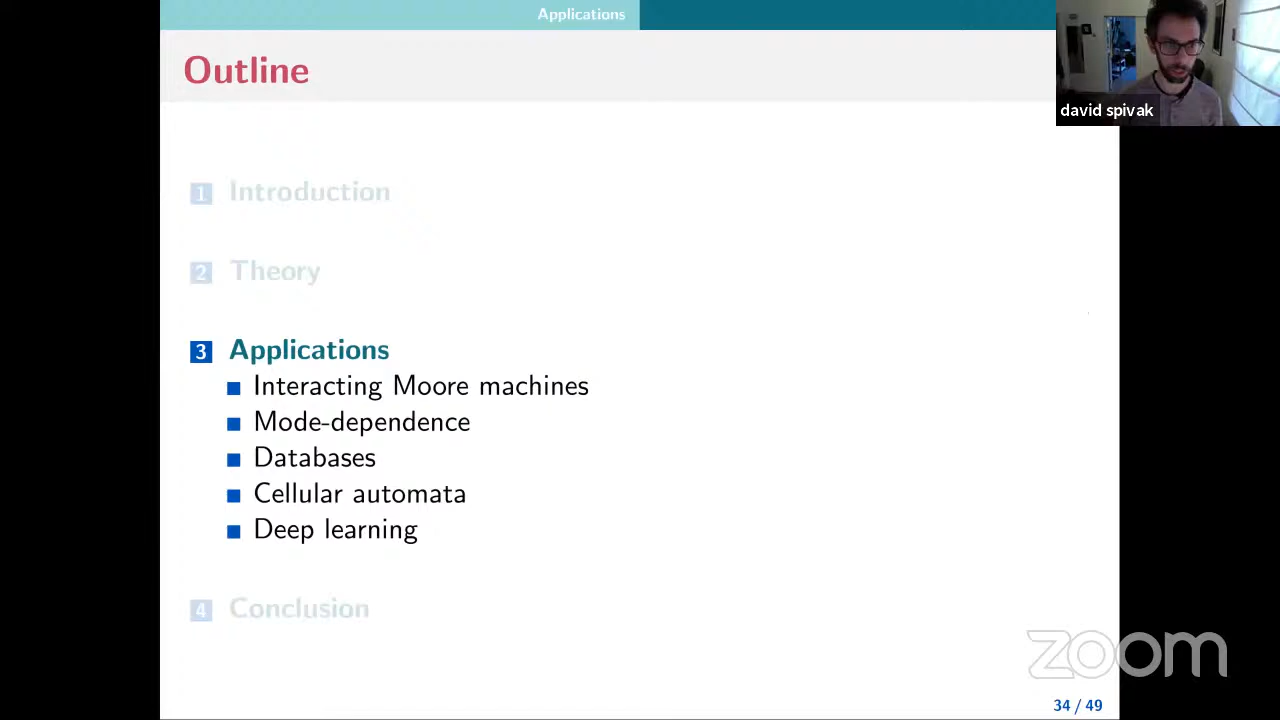 Applications
Outline
david spivak
1 Introduction
2 Theory
3 Applications
Interacting Moore machines
Mode-dependence
Databases
Cellular automata
Deep learning
4 Conclusion
zoom
34 / 49